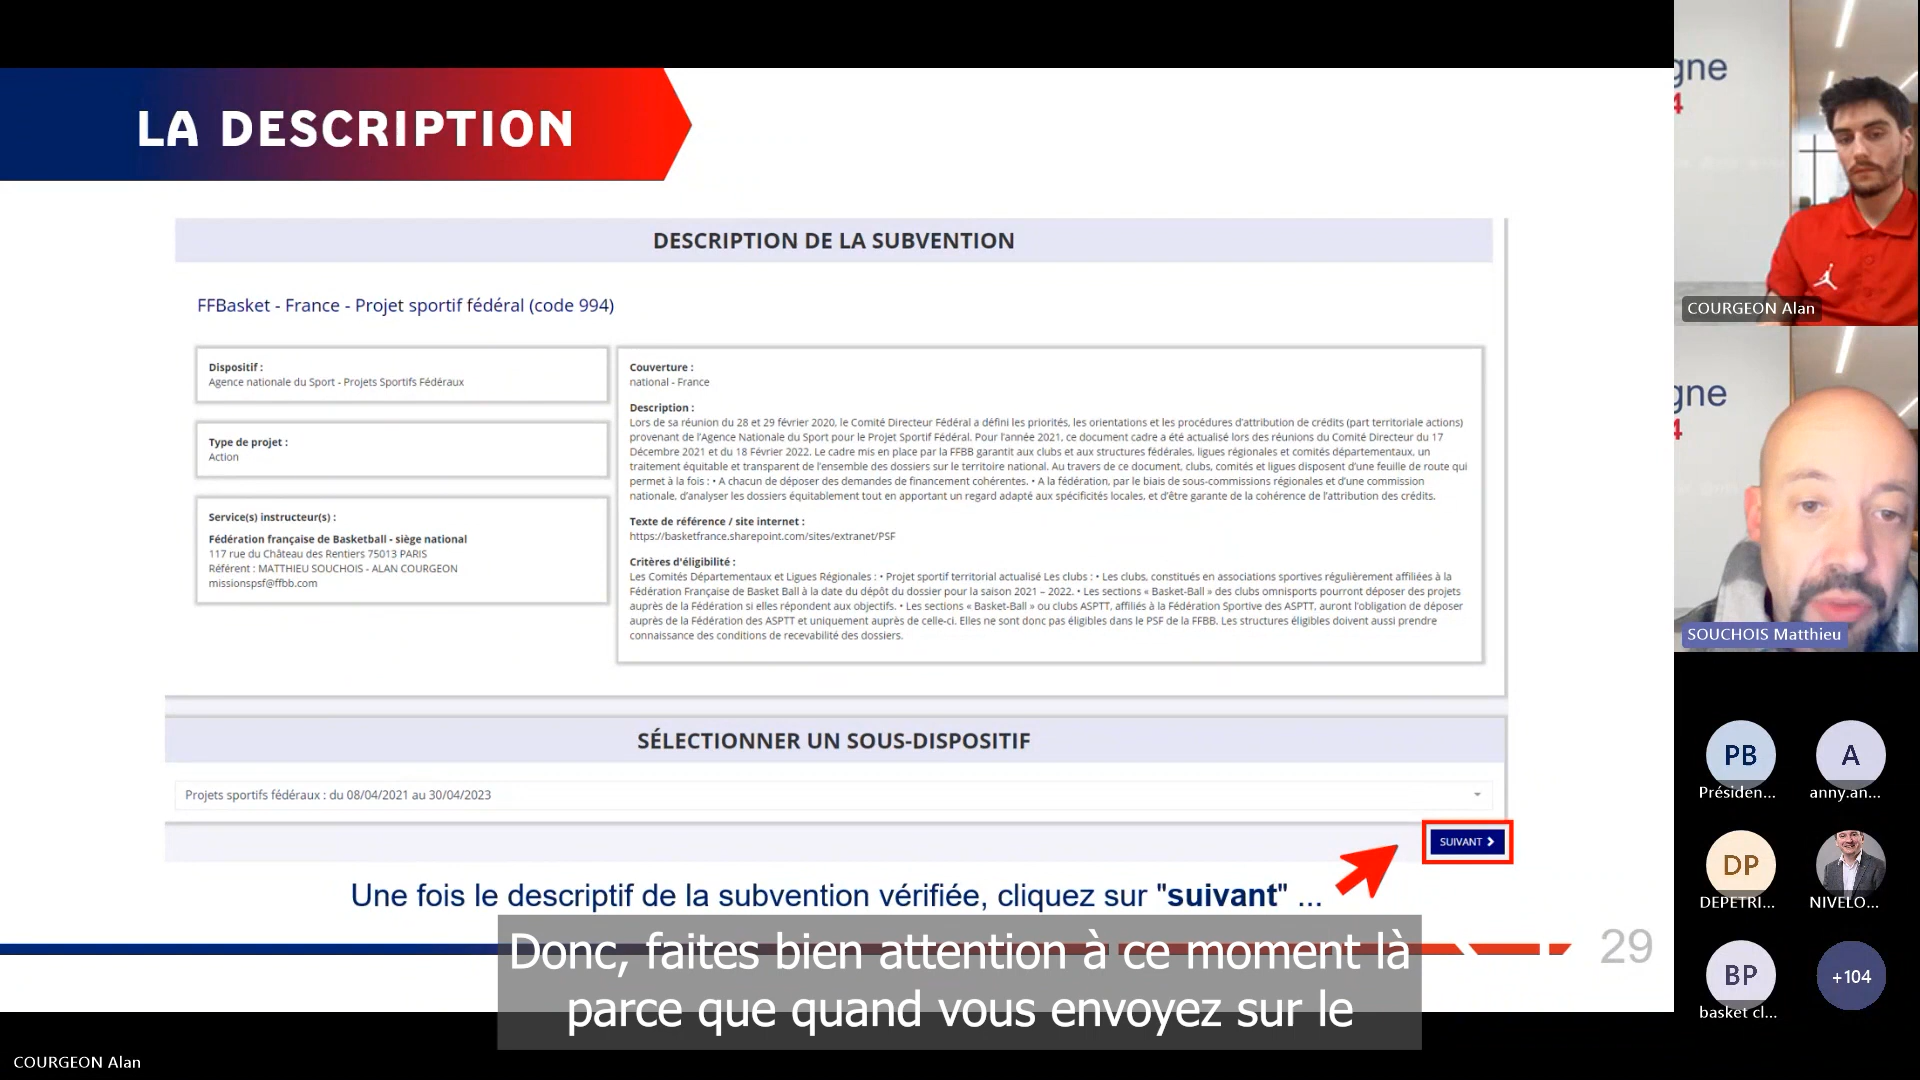 LA DESCRIPTION
DESCRIPTION DE LA SUBVENTION
FFBasket - France - Projet sportif fédéral (code 994)
Dispositif :
Agence nationale du Sport - Projets Sportifs Fédéraux
Type de projet :
Action
Service(s) instructeur(s) :
Fédération française de Basketball - siège national
117 rue du Château des Rentiers 75013 PARIS
Référent : MATTHIEU SOUCHOIS - ALAN COURGEON
missionspsf@ffbb.com
Couverture :
national - France
Description :
Lors de sa réunion du 28 et 29 février 2020, le Comité Directeur Fédéral a défini les priorités, les orientations et les procédures d'attribution de crédits (part territoriale actions)
provenant de l'Agence Nationale du Sport pour le Projet Sportif Fédéral. Pour l'année 2021, ce document cadre a été actualisé lors des réunions du Comité Directeur du 17
Décembre 2021 et du 18 Février 2022. Le cadre mis en place par la FFBB garantit aux clubs et aux structures fédérales, ligues régionales et comités départementaux, un
traitement équitable et transparent de l'ensemble des dossiers sur le territoire national. Au travers de ce document, clubs, comités et ligues disposent d'une feuille de route qui
permet à la fois : • A chacun de déposer des demandes de financement cohérentes. • A la fédération, par le biais de sous-commissions régionales et d'une commission
nationale, d'analyser les dossiers équitablement tout en apportant un regard adapté aux spécificités locales, et d'être garante de la cohérence de l'attribution des crédits.
Texte de référence / site internet :
https://basketfrance.sharepoint.com/sites/extranet/PSF
Critères d'éligibilité :
Les Comités Départementaux et Ligues Régionales : • Projet sportif territorial actualisé Les clubs : • Les clubs, constitués en associations sportives régulièrement affiliées à la
Fédération Française de Basket Ball à la date du dépôt du dossier pour la saison 2021 – 2022. • Les sections « Basket-Ball » des clubs omnisports pourront déposer des projets
auprès de la Fédération si elles répondent aux objectifs. • Les sections « Basket-Ball » ou clubs ASPTT, affiliés à la Fédération Sportive des ASPTT, auront l'obligation de déposer
auprès de la Fédération des ASPTT et uniquement auprès de celle-ci. Elles ne sont donc pas éligibles dans le PSF de la FFBB. Les structures éligibles doivent aussi prendre
connaissance des conditions de recevabilité des dossiers.
SÉLECTIONNER UN SOUS-DISPOSITIF
Projets sportifs fédéraux : du 08/04/2021 au 30/04/2023
SUIVANT
Une fois le descriptif de la subvention vérifiée, cliquez sur "suivant" ...
29
Donc, faites bien attention à ce moment là
parce que quand vous envoyez sur le
COURGEON Alan
gne
4
COURGEON Alan
gne
4
SOUCHOIS Matthieu
PB
Présiden...
A
anny.an...
DP
DEPETRI...
NIVELO...
BP
basket cl...
+104